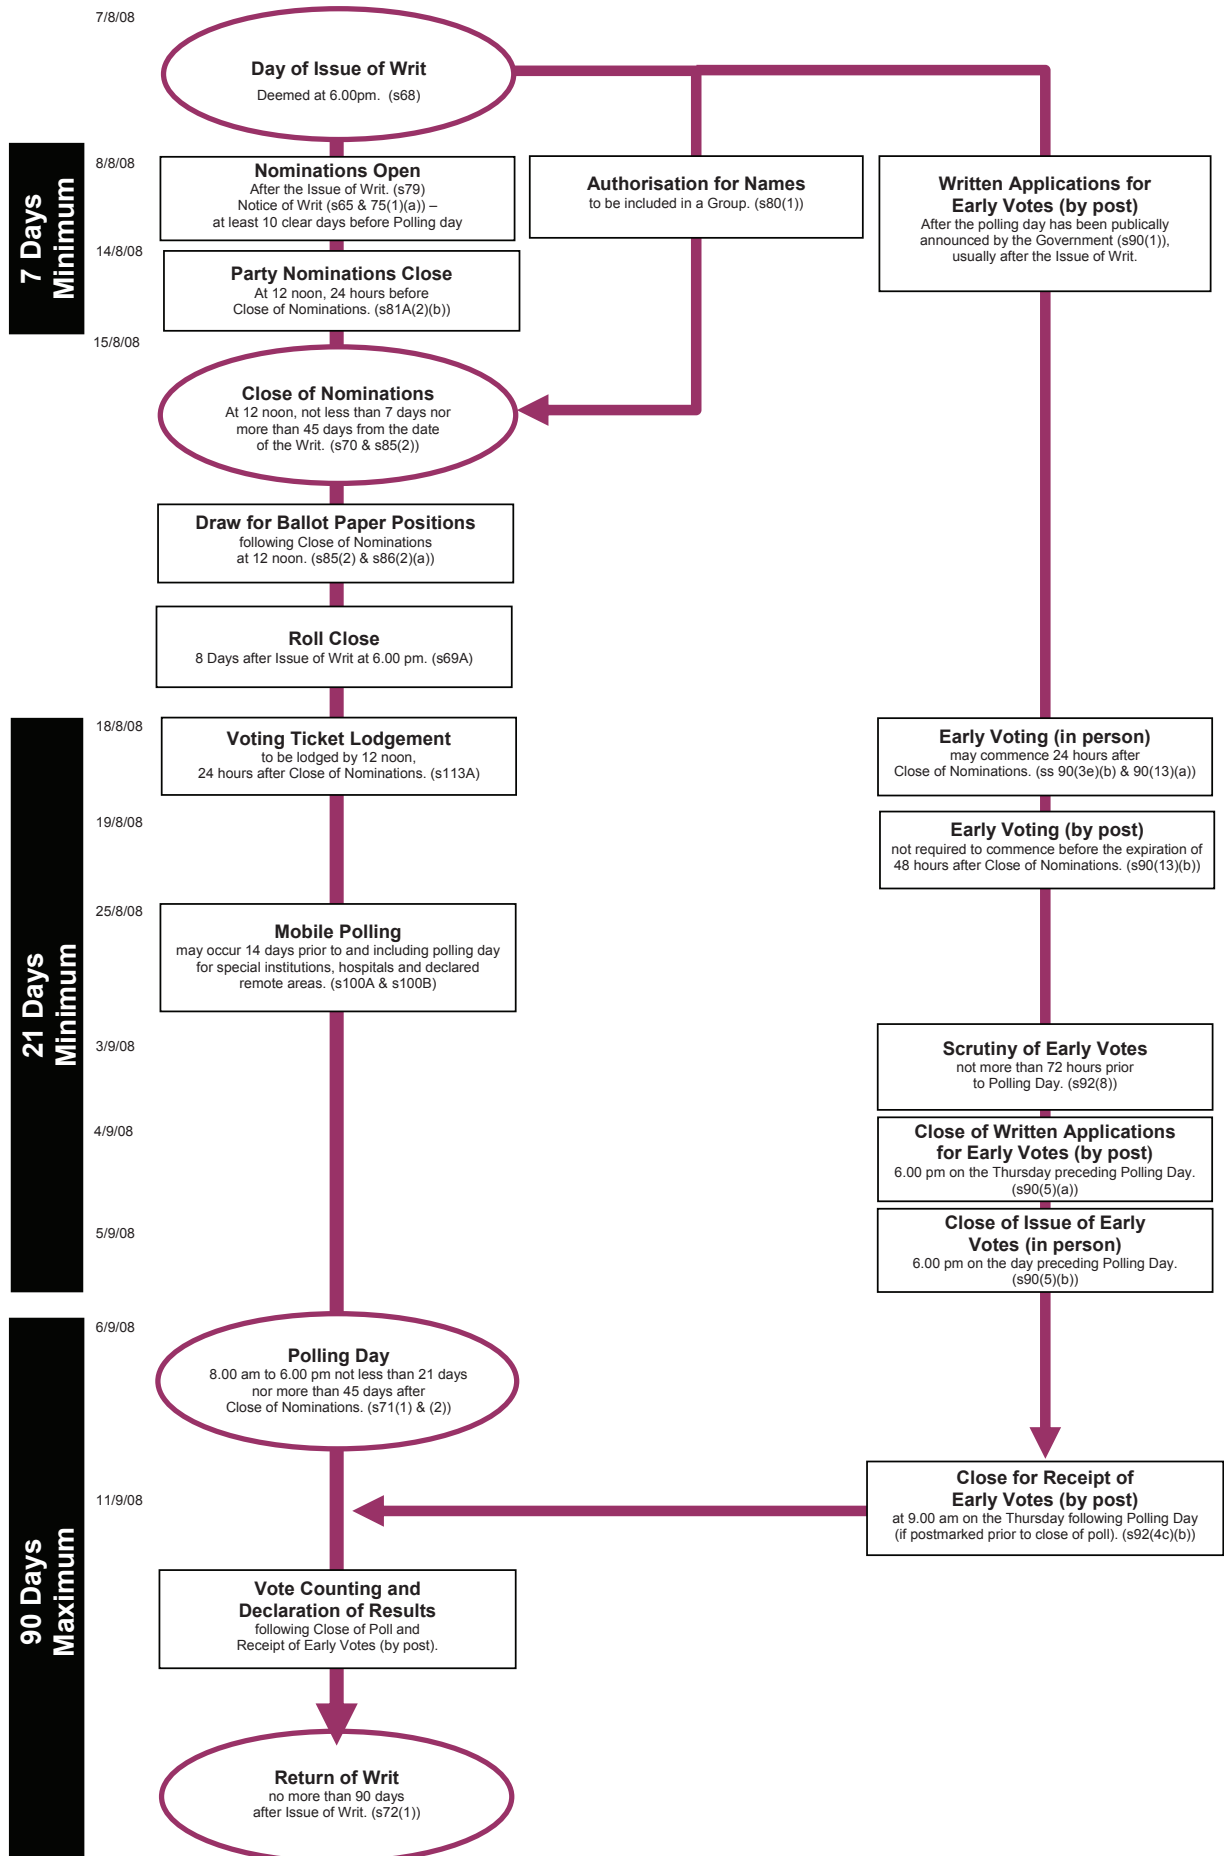 7/8/08
Day of Issue of Writ
Deemed at 6.00pm.  (s68)
7 Days
Minimum
8/8/08
Nominations Open
After the Issue of Writ. (s79)
Notice of Writ (s65 & 75(1)(a)) –
at least 10 clear days before Polling day
Authorisation for Names
to be included in a Group. (s80(1))
Written Applications for
Early Votes (by post)
After the polling day has been publically
announced by the Government (s90(1)),
usually after the Issue of Writ.
14/8/08
Party Nominations Close
At 12 noon, 24 hours before
Close of Nominations. (s81A(2)(b))
15/8/08
Close of Nominations
At 12 noon, not less than 7 days nor
more than 45 days from the date
of the Writ. (s70 & s85(2))
Draw for Ballot Paper Positions
following Close of Nominations
at 12 noon. (s85(2) & s86(2)(a))
Roll Close
8 Days after Issue of Writ at 6.00 pm. (s69A)
21 Days
Minimum
18/8/08
Voting Ticket Lodgement
to be lodged by 12 noon,
24 hours after Close of Nominations. (s113A)
Early Voting (in person)
may commence 24 hours after
Close of Nominations. (ss 90(3e)(b) & 90(13)(a))
19/8/08
Early Voting (by post)
not required to commence before the expiration of
48 hours after Close of Nominations. (s90(13)(b))
25/8/08
Mobile Polling
may occur 14 days prior to and including polling day
for special institutions, hospitals and declared
remote areas. (s100A & s100B)
3/9/08
Scrutiny of Early Votes
not more than 72 hours prior
to Polling Day. (s92(8))
4/9/08
Close of Written Applications
for Early Votes (by post)
6.00 pm on the Thursday preceding Polling Day.
(s90(5)(a))
5/9/08
Close of Issue of Early
Votes (in person)
6.00 pm on the day preceding Polling Day.
(s90(5)(b))
90 Days
Maximum
6/9/08
Polling Day
8.00 am to 6.00 pm not less than 21 days
nor more than 45 days after
Close of Nominations. (s71(1) & (2))
11/9/08
Close for Receipt of
Early Votes (by post)
at 9.00 am on the Thursday following Polling Day
(if postmarked prior to close of poll). (s92(4c)(b))
Vote Counting and
Declaration of Results
following Close of Poll and
Receipt of Early Votes (by post).
Return of Writ
no more than 90 days
after Issue of Writ. (s72(1))